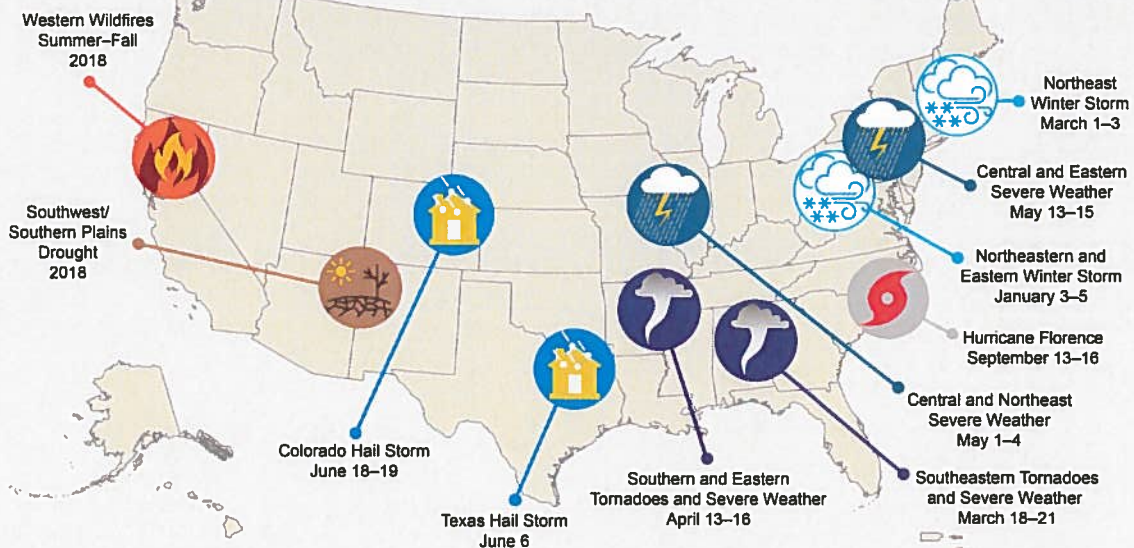 Western Wildfires
Summer–Fall
2018
Northeast
Winter Storm
March 1–3
Central and Eastern
Severe Weather
May 13–15
Southwest/
Southern Plains
Drought
2018
Northeastern and
Eastern Winter Storm
January 3–5
Hurricane Florence
September 13–16
Central and Northeast
Severe Weather
May 1–4
Colorado Hail Storm
June 18–19
Southern and Eastern
Tornadoes and Severe Weather
April 13–16
Southeastern Tornadoes
and Severe Weather
March 18–21
Texas Hail Storm
June 6